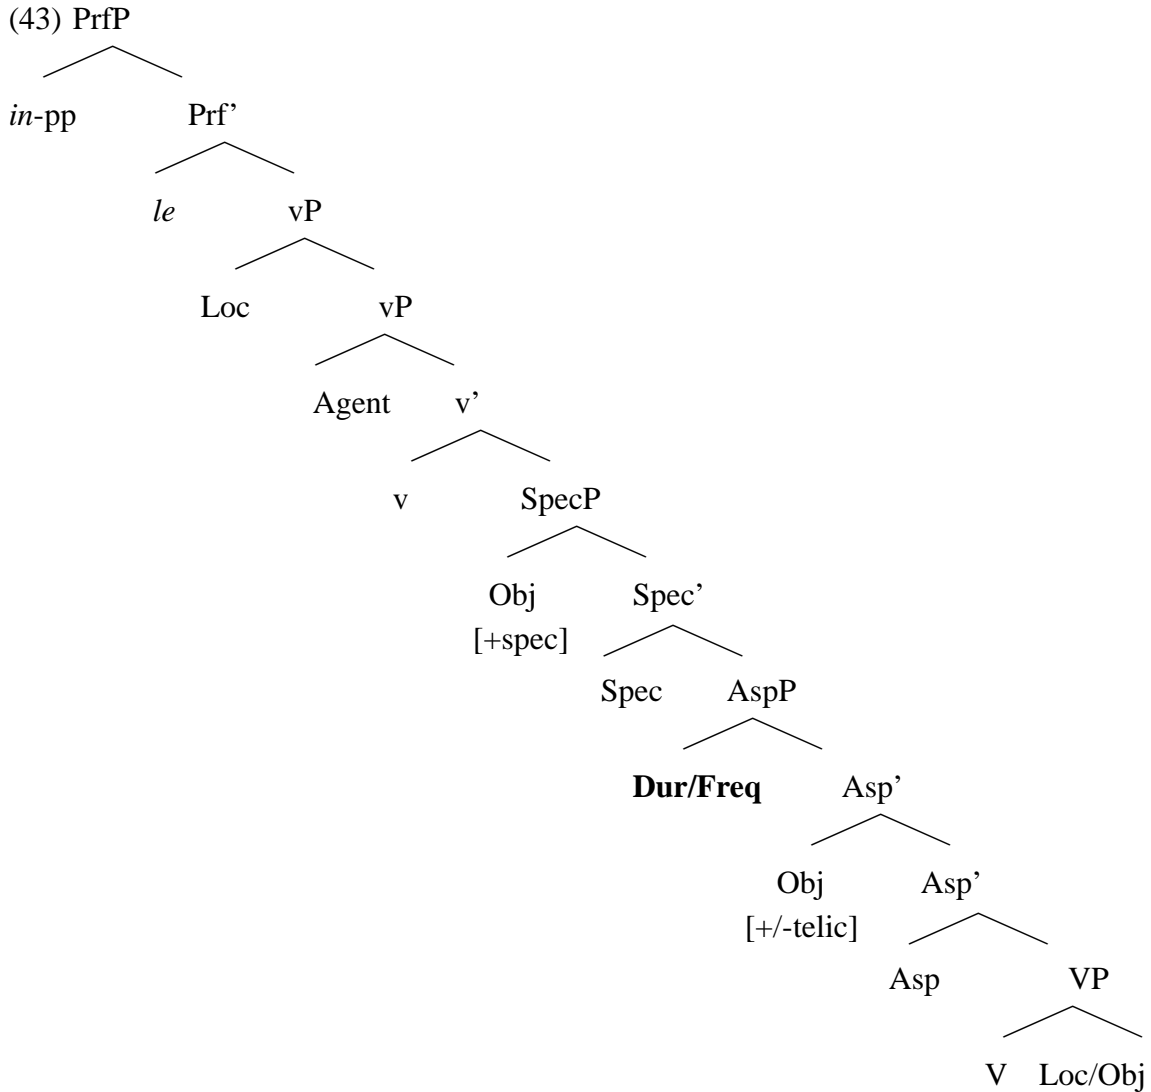 (43) PrfP
in-pp Prf’
le vP
Loc vP
Agent v’
v SpecP
Obj Spec’
[+spec]
Spec AspP
Dur/Freq Asp’
Obj Asp’
[+/-telic]
Asp VP
V Loc/Obj